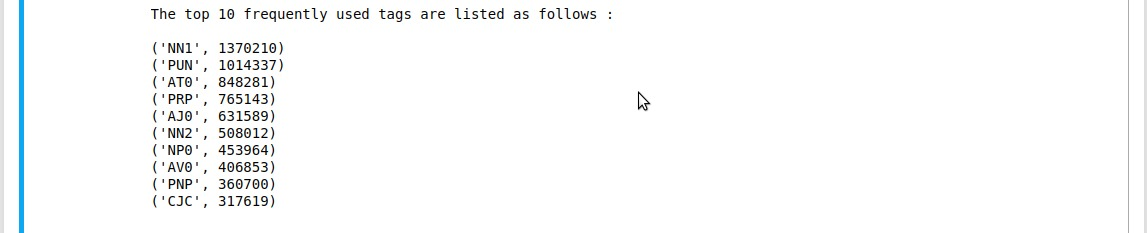 The top 10 frequently used tags are listed as follows :
('NN1', 1370210)
('PUN', 1014337)
('AT0', 848281)
('PRP', 765143)
('AJ0', 631589)
('NN2', 508012)
('NP0', 453964)
('AV0', 406853)
('PNP', 360700)
('CJC', 317619)